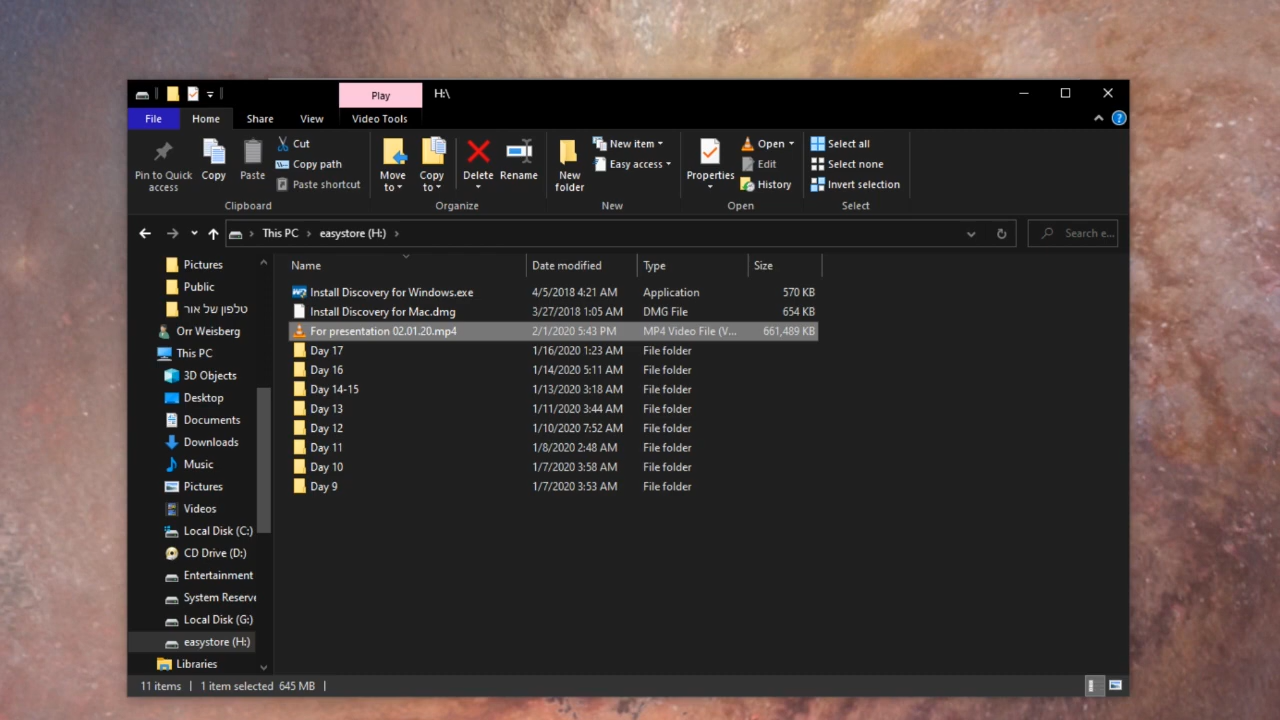 Play
H:\
File Home Share View Video Tools
Pin to Quick access
Copy
Paste
Cut
Copy path
Paste shortcut
Clipboard
Move to
Copy to
Delete
Rename
Organize
New folder
New item
Easy access
New
Properties
Open
Edit
History
Open
Select all
Select none
Invert selection
Select
This PC > easystore (H:) >
Search e...
Pictures
Public
טלפון של אור
Orr Weisberg
This PC
3D Objects
Desktop
Documents
Downloads
Music
Pictures
Videos
Local Disk (C:)
CD Drive (D:)
Entertainment
System Reserve
Local Disk (G:)
easystore (H:)
Libraries
Name Date modified Type Size
Install Discovery for Windows.exe 4/5/2018 4:21 AM Application 570 KB
Install Discovery for Mac.dmg 3/27/2018 1:05 AM DMG File 654 KB
For presentation 02.01.20.mp4 2/1/2020 5:43 PM MP4 Video File (V... 661,489 KB
Day 17 1/16/2020 1:23 AM File folder
Day 16 1/14/2020 5:11 AM File folder
Day 14-15 1/13/2020 3:18 AM File folder
Day 13 1/11/2020 3:44 AM File folder
Day 12 1/10/2020 7:52 AM File folder
Day 11 1/8/2020 2:48 AM File folder
Day 10 1/7/2020 3:58 AM File folder
Day 9 1/7/2020 3:53 AM File folder
11 items 1 item selected 645 MB